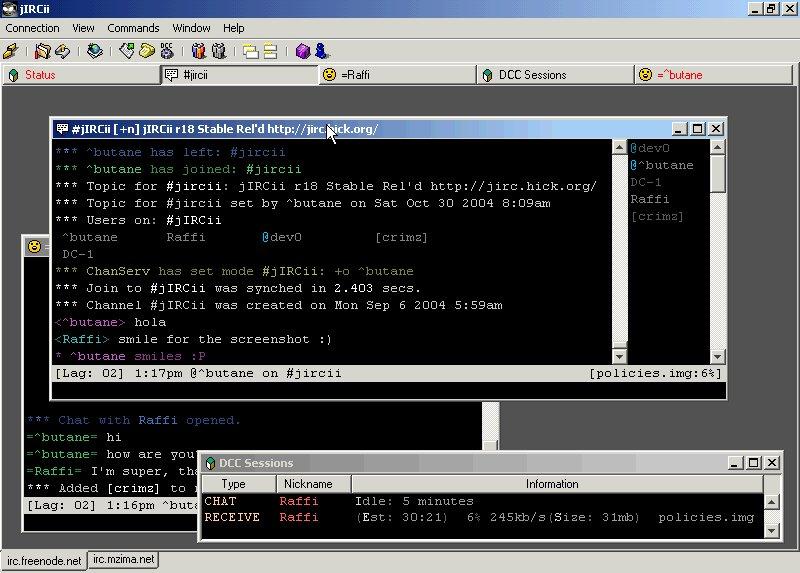 jIRCii
Connection View Commands Window Help
Status #jircii =Raffi DCC Sessions =^butane
#jIRCii [+n] jIRCii r18 Stable Rel'd http://jirc.hick.org/
*** ^butane has left: #jircii
*** ^butane has joined: #jircii
*** Topic for #jircii: jIRCii r18 Stable Rel'd http://jirc.hick.org/
*** Topic for #jircii set by ^butane on Sat Oct 30 2004 8:09am
*** Users on: #jIRCii
^butane Raffi @dev0 [crimz]
DC-1
*** ChanServ has set mode #jIRCii: +o ^butane
*** Join to #jIRCii was synched in 2.403 secs.
*** Channel #jIRCii was created on Mon Sep 6 2004 5:59am
<^butane> hola
<Raffi> smile for the screenshot :)
* ^butane smiles :P
[Lag: 02] 1:17pm @^butane on #jircii [policies.img:6%]
@dev0
@^butane
DC-1
Raffi
[crimz]
*** Chat with Raffi opened.
=^butane= hi
=^butane= how are you
=Raffi= I'm super, tha
*** Added [crimz] to
[Lag: 02] 1:16pm ^buta
DCC Sessions
Type Nickname Information
CHAT Raffi Idle: 5 minutes
RECEIVE Raffi (Est: 30:21) 6% 245kb/s(Size: 31mb) policies.img
irc.freenode.net irc.mzima.net